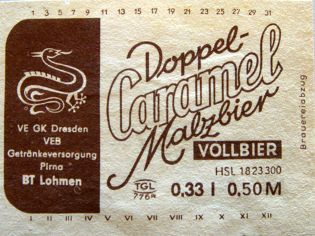 1 3 5 7 9 11 13 15 17 19 21 23 25 27 29 31
Doppel-
Caramel
Malzbier
VOLLBIER
HSL 1823300
TGL
7764
0,33 l 0,50 M
VE GK Dresden
VEB
Getränkeversorgung
Pirna
BT Lohmen
Brauereiabzug
I II III IV V VI VII VIII IX X XI XII